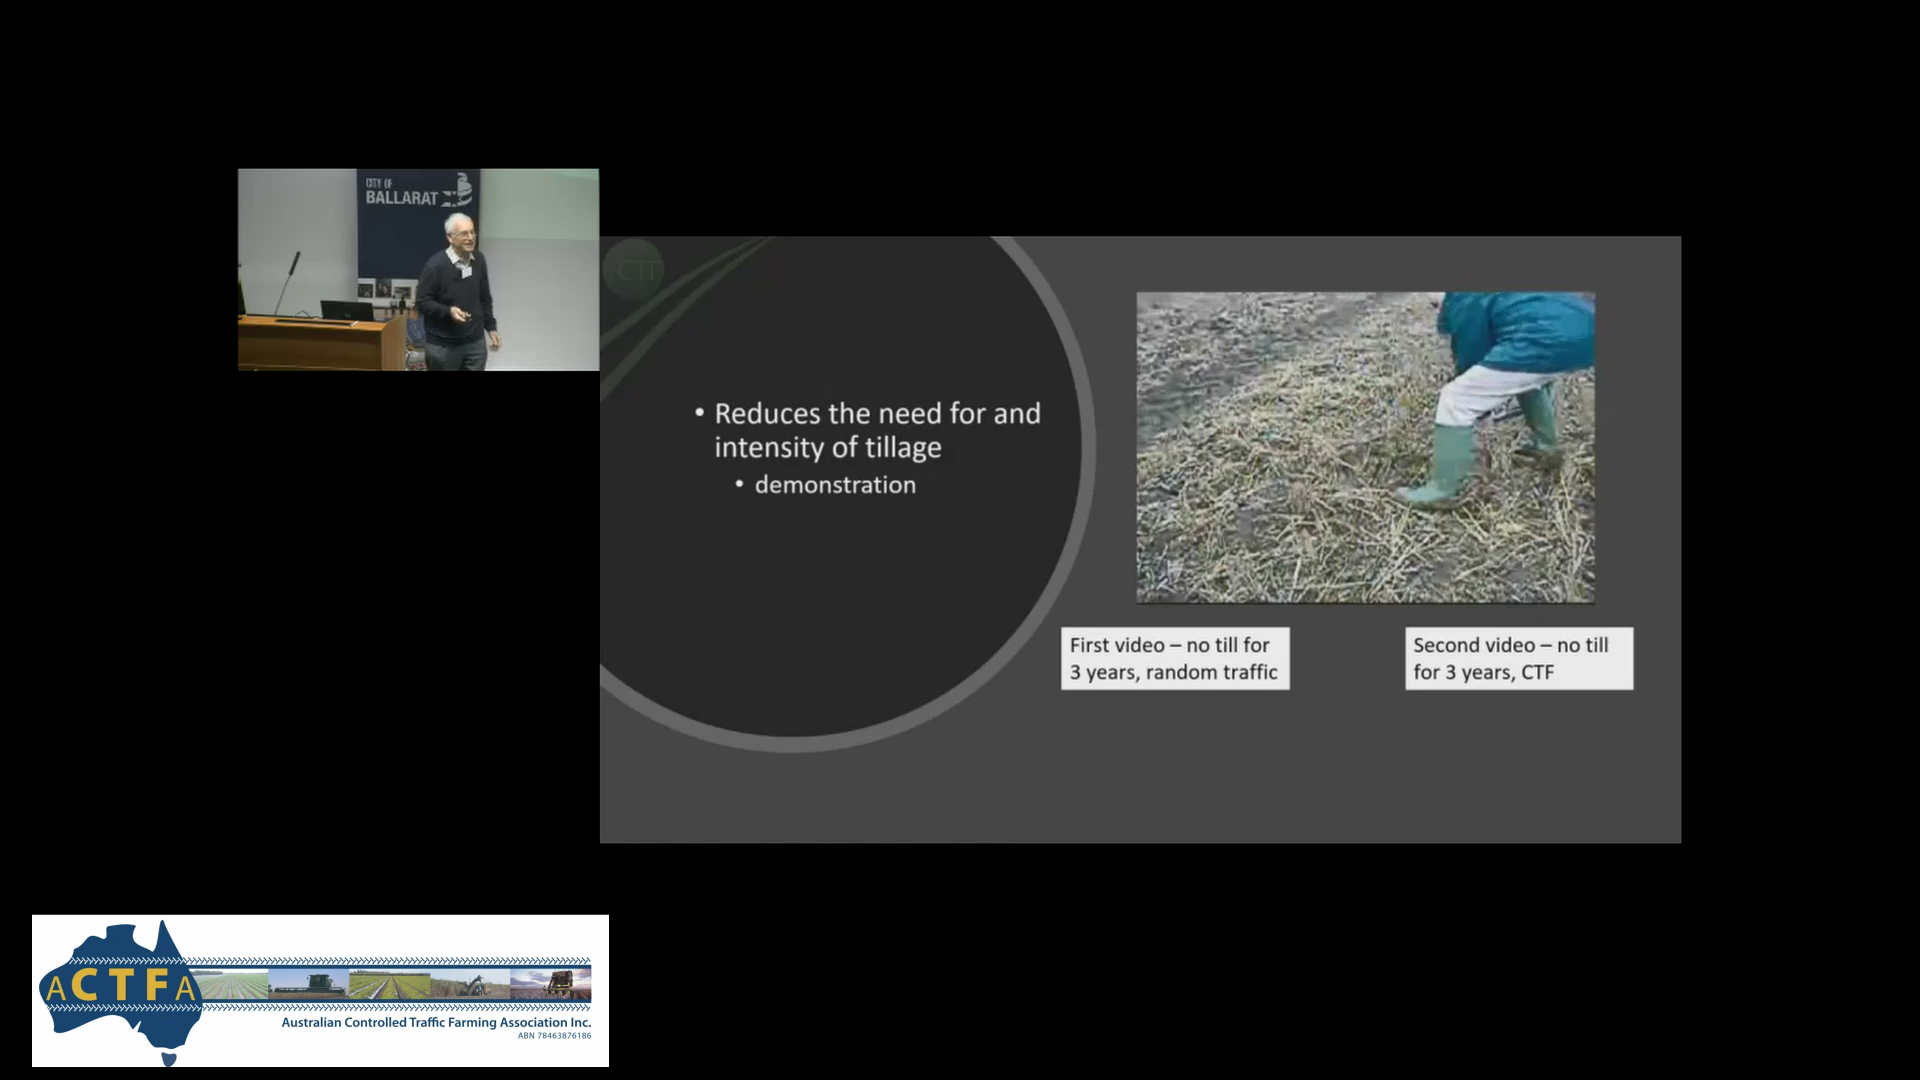 CITY OF
BALLARAT
CTF
• Reduces the need for and
intensity of tillage
• demonstration
First video – no till for
3 years, random traffic
Second video – no till
for 3 years, CTF
ACTFA
Australian Controlled Traffic Farming Association Inc.
ABN 78463876186